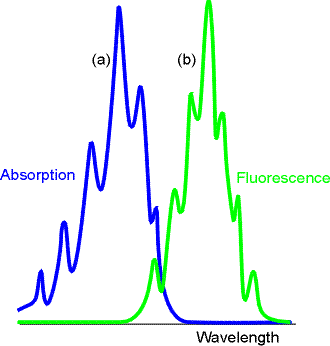 (a)
(b)
Absorption
Fluorescence
Wavelength